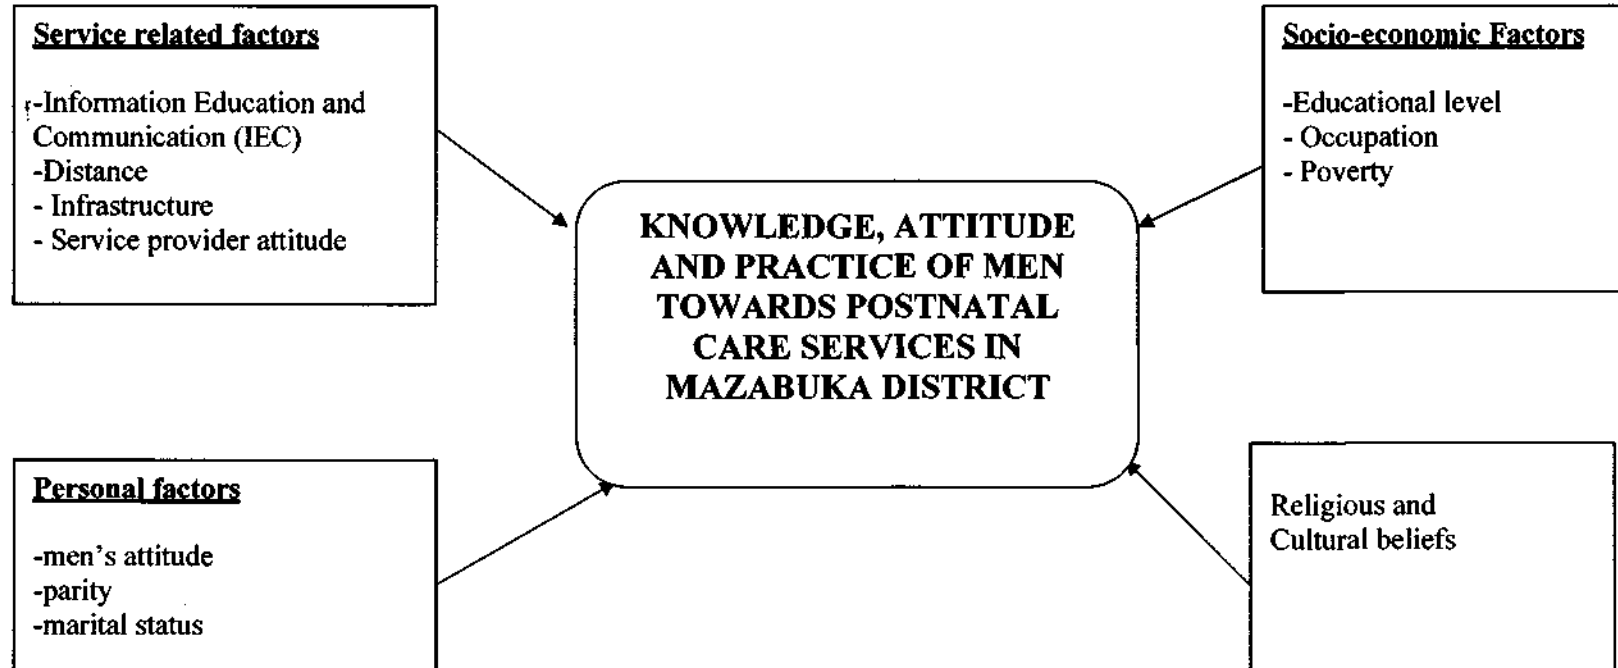 Service related factors
-Information Education and
Communication (IEC)
-Distance
- Infrastructure
- Service provider attitude
Socio-economic Factors
-Educational level
- Occupation
- Poverty
KNOWLEDGE, ATTITUDE
AND PRACTICE OF MEN
TOWARDS POSTNATAL
CARE SERVICES IN
MAZABUKA DISTRICT
Personal factors
-men's attitude
-parity
-marital status
Religious and
Cultural beliefs